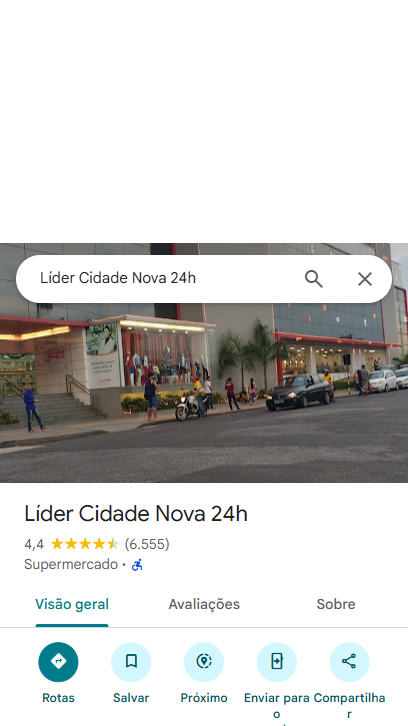 Líder Cidade Nova 24h
Líder Cidade Nova 24h
4,4 (6.555)
Supermercado ·
Visão geral Avaliações Sobre
Rotas Salvar Próximo Enviar para o Compartilhar